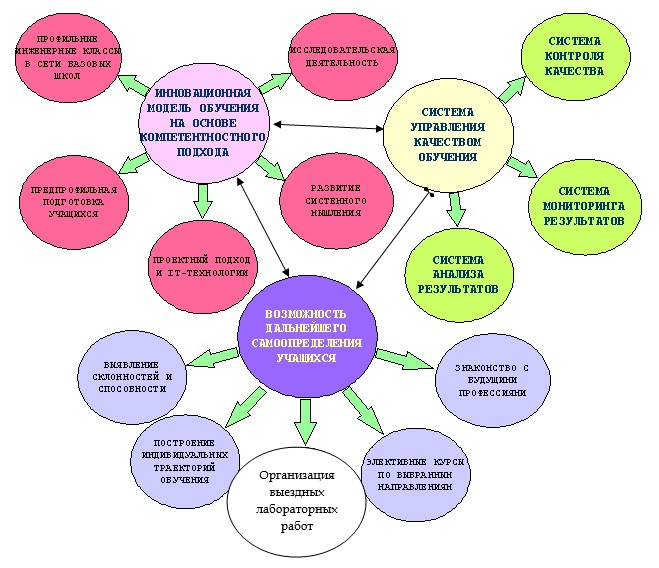 ПРОФИЛЬНЫЕ
ИНЖЕНЕРНЫЕ КЛАССЫ
В СЕТИ БАЗОВЫХ
ШКОЛ
ИССЛЕДОВАТЕЛЬСКАЯ
ДЕЯТЕЛЬНОСТЬ
СИСТЕМА
КОНТРОЛЯ
КАЧЕСТВА
ИННОВАЦИОННАЯ
МОДЕЛЬ ОБУЧЕНИЯ
НА ОСНОВЕ
КОМПЕТЕНТНОСТНОГО
ПОДХОДА
СИСТЕМА
УПРАВЛЕНИЯ
КАЧЕСТВОМ
ОБУЧЕНИЯ
ПРЕДПРОФИЛЬНАЯ
ПОДГОТОВКА
УЧАЩИХСЯ
РАЗВИТИЕ
СИСТЕМНОГО
МЫШЛЕНИЯ
СИСТЕМА
МОНИТОРИНГА
РЕЗУЛЬТАТОВ
ПРОЕКТНЫЙ ПОДХОД
И IT-ТЕХНОЛОГИИ
СИСТЕМА
АНАЛИЗА
РЕЗУЛЬТАТОВ
ВОЗМОЖНОСТЬ
ДАЛЬНЕЙШЕГО
САМООПРЕДЕЛЕНИЯ
УЧАЩИХСЯ
ВЫЯВЛЕНИЕ
СКЛОННОСТЕЙ И
СПОСОБНОСТИ
ЗНАКОМСТВО С
БУДУЩИМИ
ПРОФЕССИЯМИ
ПОСТРОЕНИЕ
ИНДИВИДУАЛЬНЫХ
ТРАЕКТОРИЙ
ОБУЧЕНИЯ
Организация
выездных
лабораторных
работ
ЭЛЕКТИВНЫЕ КУРСЫ
ПО ВЫБРАННЫМ
НАПРАВЛЕНИЯМ